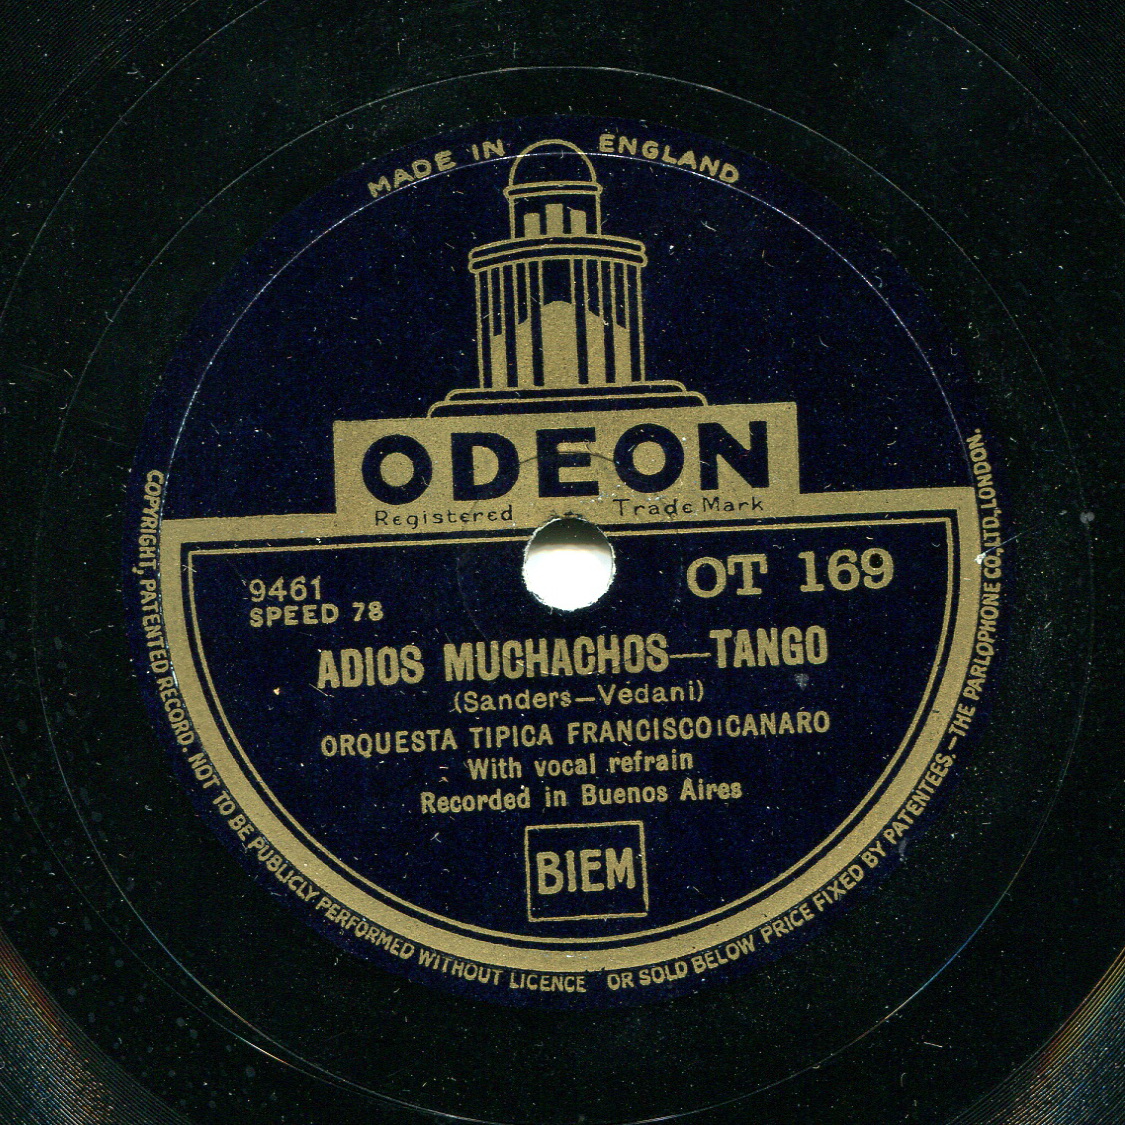 MADE IN ENGLAND
ODEON
Registered Trade Mark
9461
SPEED 78
OT 169
ADIOS MUCHACHOS—TANGO
(Sanders—Vedani)
ORQUESTA TIPICA FRANCISCO CANARO
With vocal refrain
Recorded in Buenos Aires
BIEM
COPYRIGHT, PATENTED RECORD. NOT TO BE PUBLICLY PERFORMED WITHOUT LICENCE OR SOLD BELOW PRICE FIXED BY PATENTEES.—THE PARLOPHONE CO., LTD., LONDON.